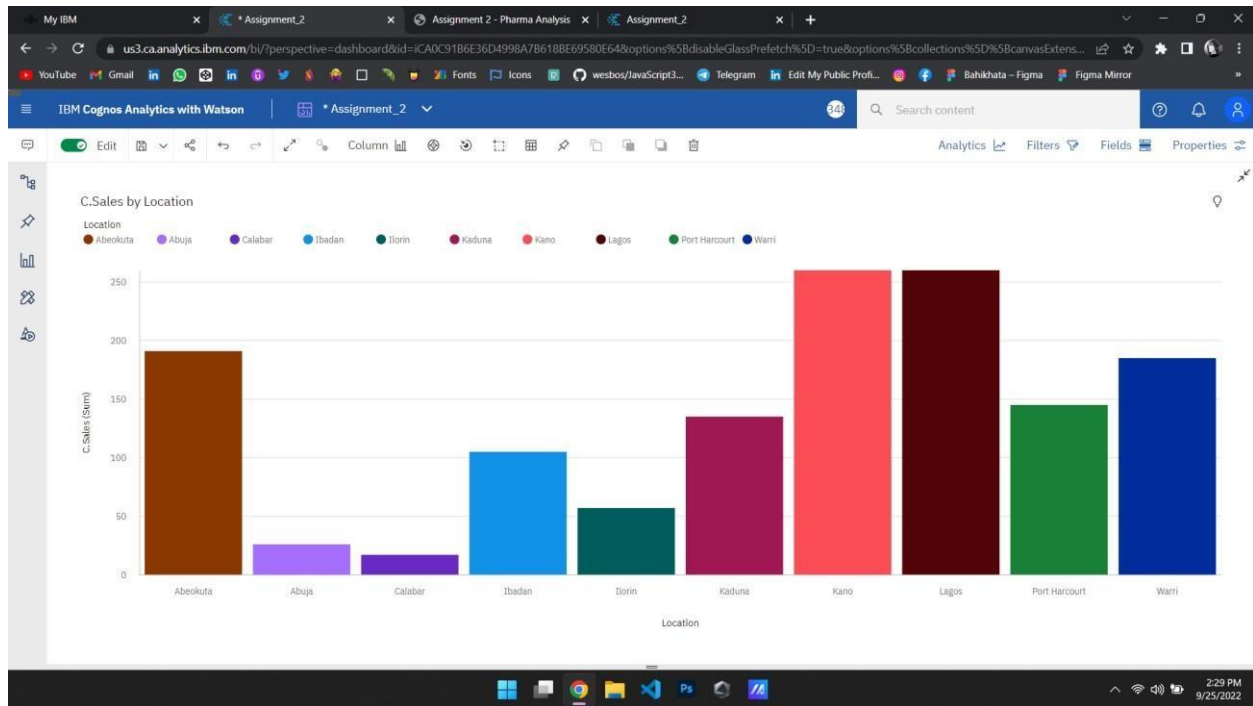 My IBM * Assignment_2 Assignment 2 - Pharma Analysis Assignment_2
us3.ca.analytics.ibm.com/bi/?perspective=dashboard&id=iCA0C91B6E36D4998A7B618BE69580E64&options%5BdisableGlassPrefetch%5D=true&options%5Bcollections%5D%5BcanvasExtens...
YouTube Gmail Fonts Icons wesbos/JavaScript3... Telegram Edit My Public Profi... Bahikhata – Figma Figma Mirror »
IBM Cognos Analytics with Watson * Assignment_2 Search content
Edit Column Analytics Filters Fields Properties
C.Sales by Location
Location
Abeokuta Abuja Calabar Ibadan Ilorin Kaduna Kano Lagos Port Harcourt Warri
250
200
150
100
50
0
C.Sales (Sum)
Abeokuta Abuja Calabar Ibadan Ilorin Kaduna Kano Lagos Port Harcourt Warri
Location
Ps
2:29 PM
9/25/2022